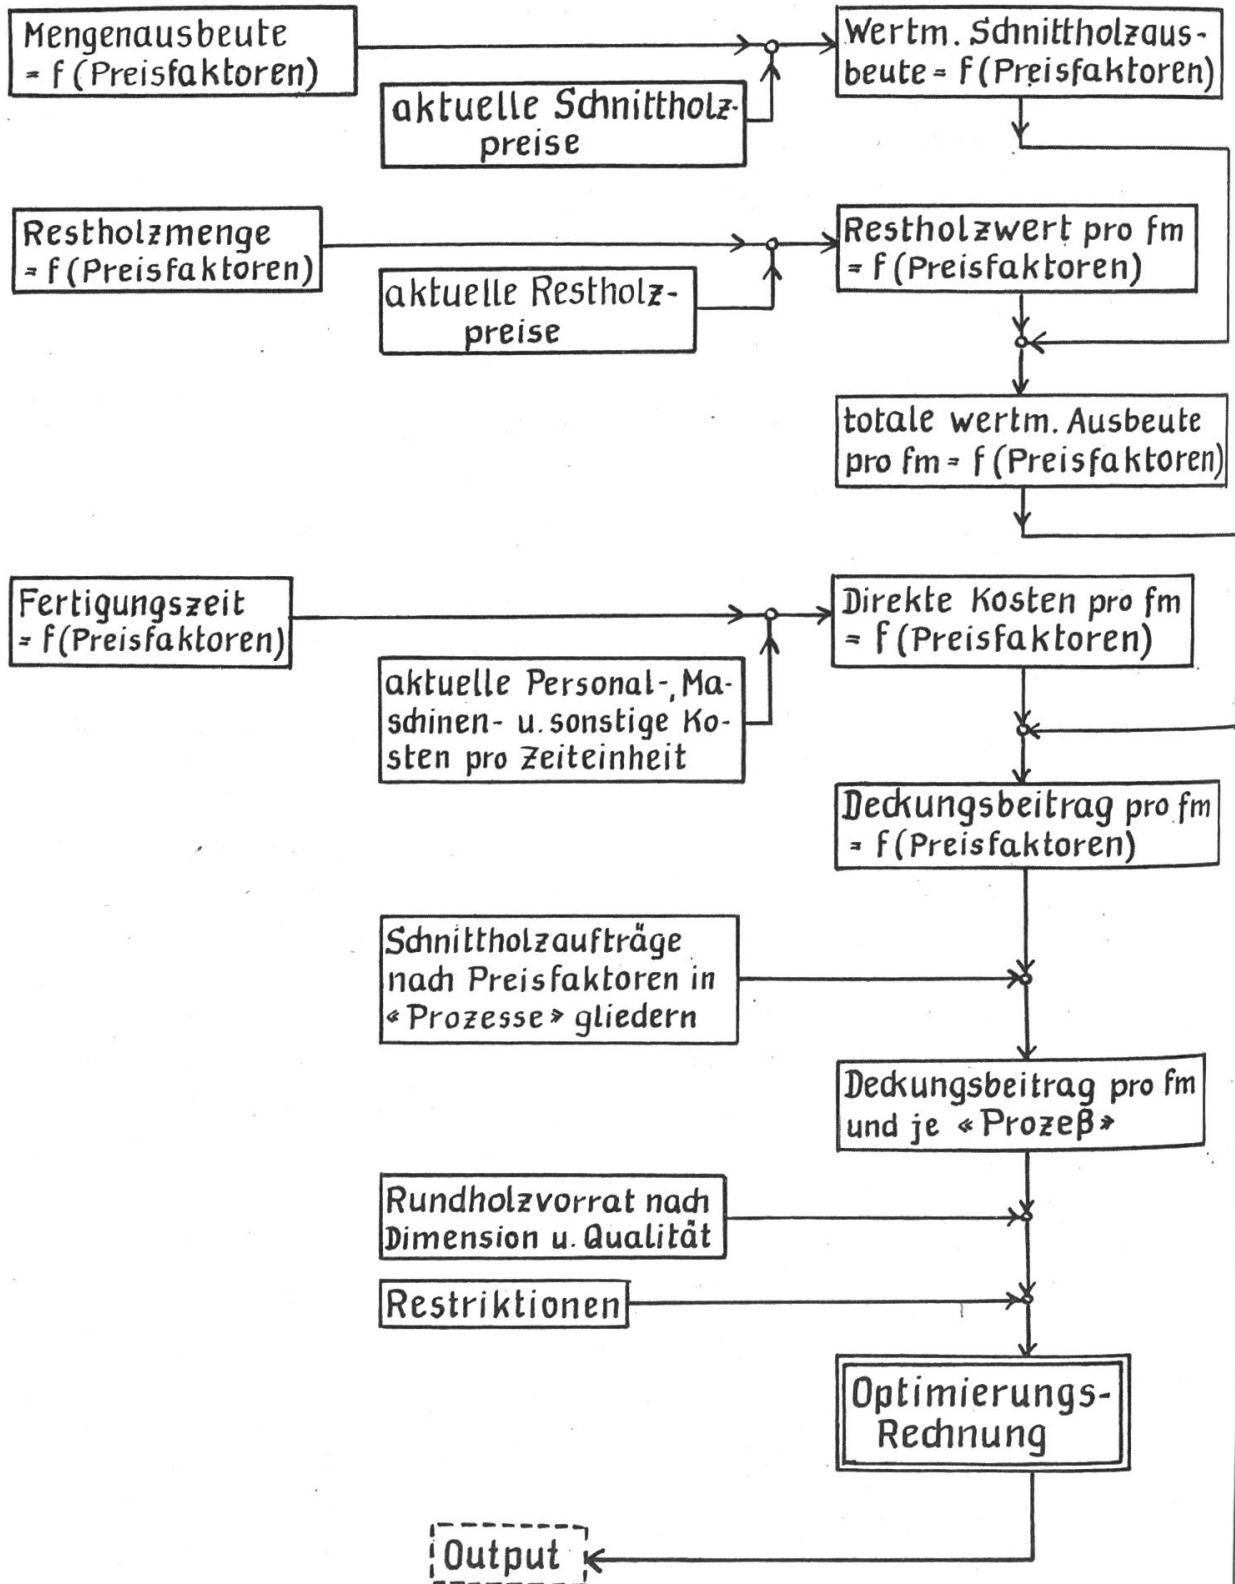 Mengenausbeute
= f (Preisfaktoren)
Wertm. Schnittholzaus-
beute = f (Preisfaktoren)
aktuelle Schnittholz-
preise
Restholzmenge
= f (Preisfaktoren)
Restholzwert pro fm
= f (Preisfaktoren)
aktuelle Restholz-
preise
totale wertm. Ausbeute
pro fm = f (Preisfaktoren)
Fertigungszeit
= f (Preisfaktoren)
Direkte Kosten pro fm
= f (Preisfaktoren)
aktuelle Personal-, Ma-
schinen- u. sonstige Ko-
sten pro Zeiteinheit
Deckungsbeitrag pro fm
= f (Preisfaktoren)
Schnittholzaufträge
nach Preisfaktoren in
«Prozesse» gliedern
Deckungsbeitrag pro fm
und je «Prozeß»
Rundholzvorrat nach
Dimension u. Qualität
Restriktionen
Optimierungs-
Rechnung
Output